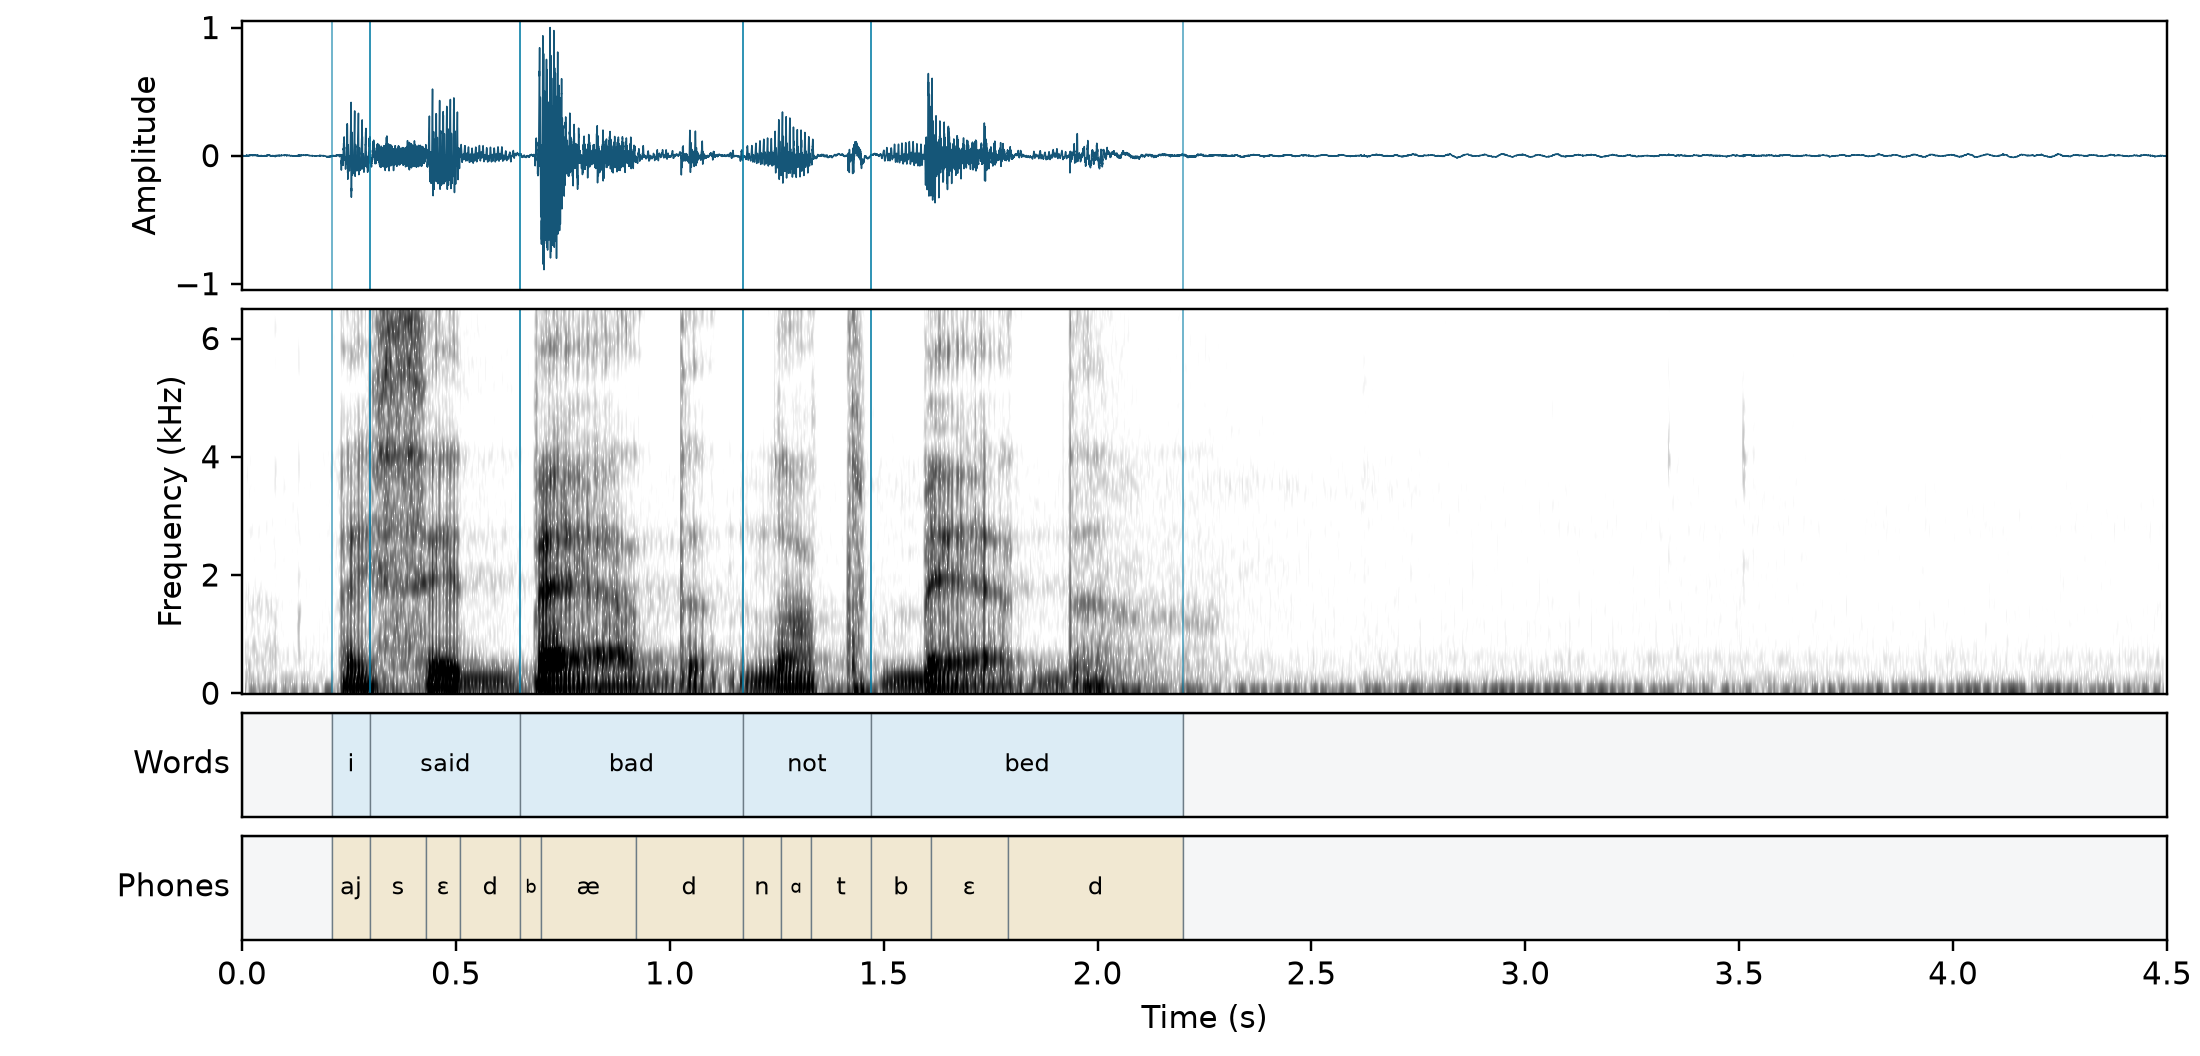 1
0
−1
Amplitude
6
4
2
0
Frequency (kHz)
Words i said bad not bed
Phones aj s ɛ d b æ d n ɑ t b ɛ d
0.0 0.5 1.0 1.5 2.0 2.5 3.0 3.5 4.0 4.5
Time (s)